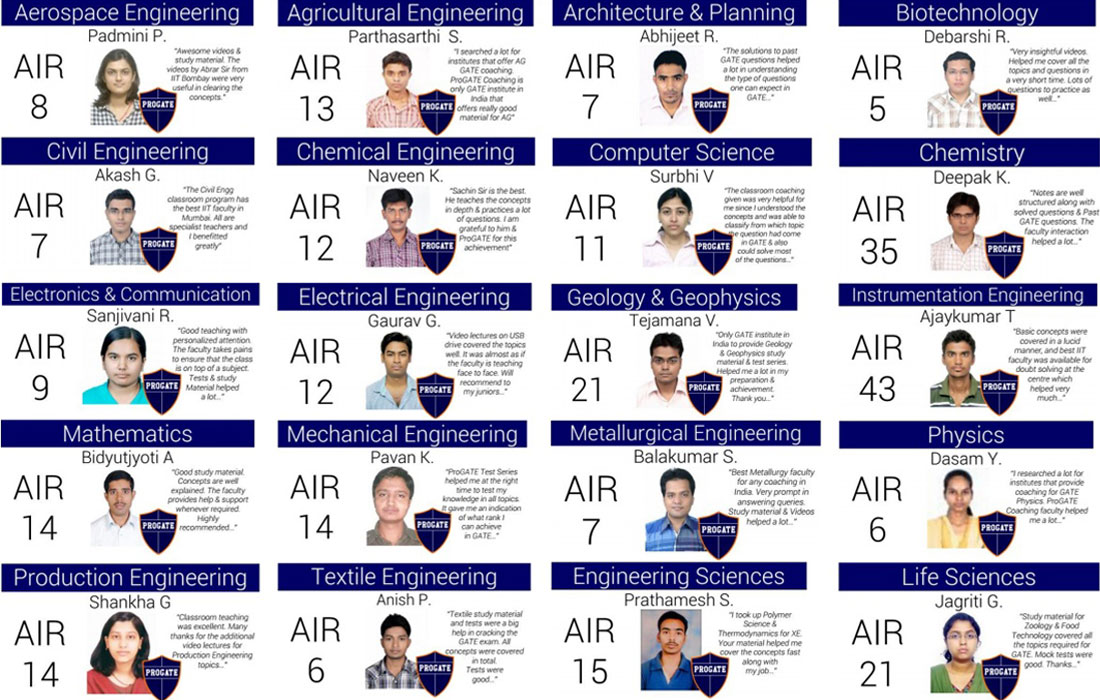 Aerospace Engineering
Padmini P.
AIR
8
"Awesome videos &
study material. The
videos by Abrar Sir from
IIT Bombay were very
useful in clearing the
concepts."
PROGATE
Agricultural Engineering
Parthasarthi S.
AIR
13
"I searched a lot for
institutes that offer AG
GATE coaching.
ProGATE Coaching is
only GATE institute in
India that
offers really good
material for AG"
PROGATE
Architecture & Planning
Abhijeet R.
AIR
7
"The solutions to past
GATE questions helped
a lot in understanding
the type of questions
one can expect in
GATE..."
PROGATE
Biotechnology
Debarshi R.
AIR
5
"Very insightful videos.
Helped me cover all the
topics and questions in
a very short time. Lots of
questions to practice as
well..."
PROGATE
Civil Engineering
Akash G.
AIR
7
"The Civil Engg
classroom program has
the best IIT faculty in
Mumbai. All are
specialist teachers and
I benefitted
greatly"
PROGATE
Chemical Engineering
Naveen K.
AIR
12
"Sachin Sir is the best.
He teaches the concepts
in depth & practices a lot
of questions. I am
grateful to him &
ProGATE for this
achievement"
PROGATE
Computer Science
Surbhi V
AIR
11
"The classroom coaching
given was very helpful for
me since I understood the
concepts and was able to
classify from which topic
the question had come
in GATE & also
could solve most
of the questions..."
PROGATE
Chemistry
Deepak K.
AIR
35
"Notes are well
structured along with
solved questions & Past
GATE questions. The
faculty interaction
helped a lot..."
PROGATE
Electronics & Communication
Sanjivani R.
AIR
9
"Good teaching with
personalized attention.
The faculty takes pains
to ensure that the class
is on top of a subject.
Tests & study
Material helped
a lot..."
PROGATE
Electrical Engineering
Gaurav G.
AIR
12
"Video lectures on USB
drive covered the topics
well. It was almost as if
the faculty is teaching
face to face. Will
recommend to
my juniors..."
PROGATE
Geology & Geophysics
Tejamana V.
AIR
21
"Only GATE institute in
India to provide Geology
& Geophysics study
material & test series.
Helped me a lot in my
preparation &
achievement.
Thank you..."
PROGATE
Instrumentation Engineering
Ajaykumar T
AIR
43
"Basic concepts were
covered in a lucid
manner, and best IIT
faculty was available for
doubt solving at the
centre which
helped very
much..."
PROGATE
Mathematics
Bidyutjyoti A
AIR
14
"Good study material.
Concepts are well
explained. The faculty
provides help & support
whenever required.
Highly
recommended..."
PROGATE
Mechanical Engineering
Pavan K.
AIR
14
"ProGATE Test Series
helped me at the right
time to test my
knowledge in all topics.
It gave me an indication
of what rank I
can achieve
in GATE..."
PROGATE
Metallurgical Engineering
Balakumar S.
AIR
7
"Best Metallurgy faculty
for any coaching in
India. Very prompt in
answering queries.
Study material & Videos
helped a lot..."
PROGATE
Physics
Dasam Y.
AIR
6
"I researched a lot for
institutes that provide
coaching for GATE
Physics. ProGATE
Coaching faculty helped
me a lot..."
PROGATE
Production Engineering
Shankha G
AIR
14
"Classroom teaching
was excellent. Many
thanks for the additional
video lectures for
Production Engineering
topics..."
PROGATE
Textile Engineering
Anish P.
AIR
6
"Textile study material
and tests were a big
help in cracking the
GATE exam. All
concepts were covered
in total.
Tests were
good..."
PROGATE
Engineering Sciences
Prathamesh S.
AIR
15
"I took up Polymer
Science &
Thermodynamics for XE.
Your material helped me
cover the concepts fast
along with
my job..."
PROGATE
Life Sciences
Jagriti G.
AIR
21
"Study material for
Zoology & Food
Technology covered all
the topics required for
GATE. Mock tests were
good. Thanks..."
PROGATE